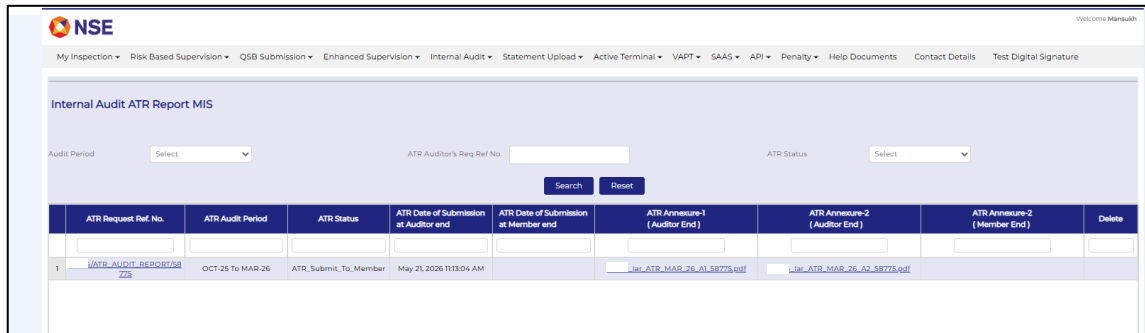 Welcome Mansukh
NSE
My Inspection Risk Based Supervision QSB Submission Enhanced Supervision Internal Audit Statement Upload Active Terminal VAPT SAAS API Penalty Help Documents Contact Details Test Digital Signature
Internal Audit ATR Report MIS
Audit Period Select ATR Auditor's Req Ref No. ATR Status Select
Search Reset
ATR Request Ref. No. ATR Audit Period ATR Status ATR Date of Submission at Auditor end ATR Date of Submission at Member end ATR Annexure-1 ( Auditor End ) ATR Annexure-2 ( Auditor End ) ATR Annexure-2 ( Member End ) Delete
1 /ATR_AUDIT_REPORT/58775 OCT-25 To MAR-26 ATR_Submit_To_Member May 21, 2026 11:13:04 AM _Iar_ATR_MAR_26_A1_58775.pdf _Iar_ATR_MAR_26_A2_58775.pdf